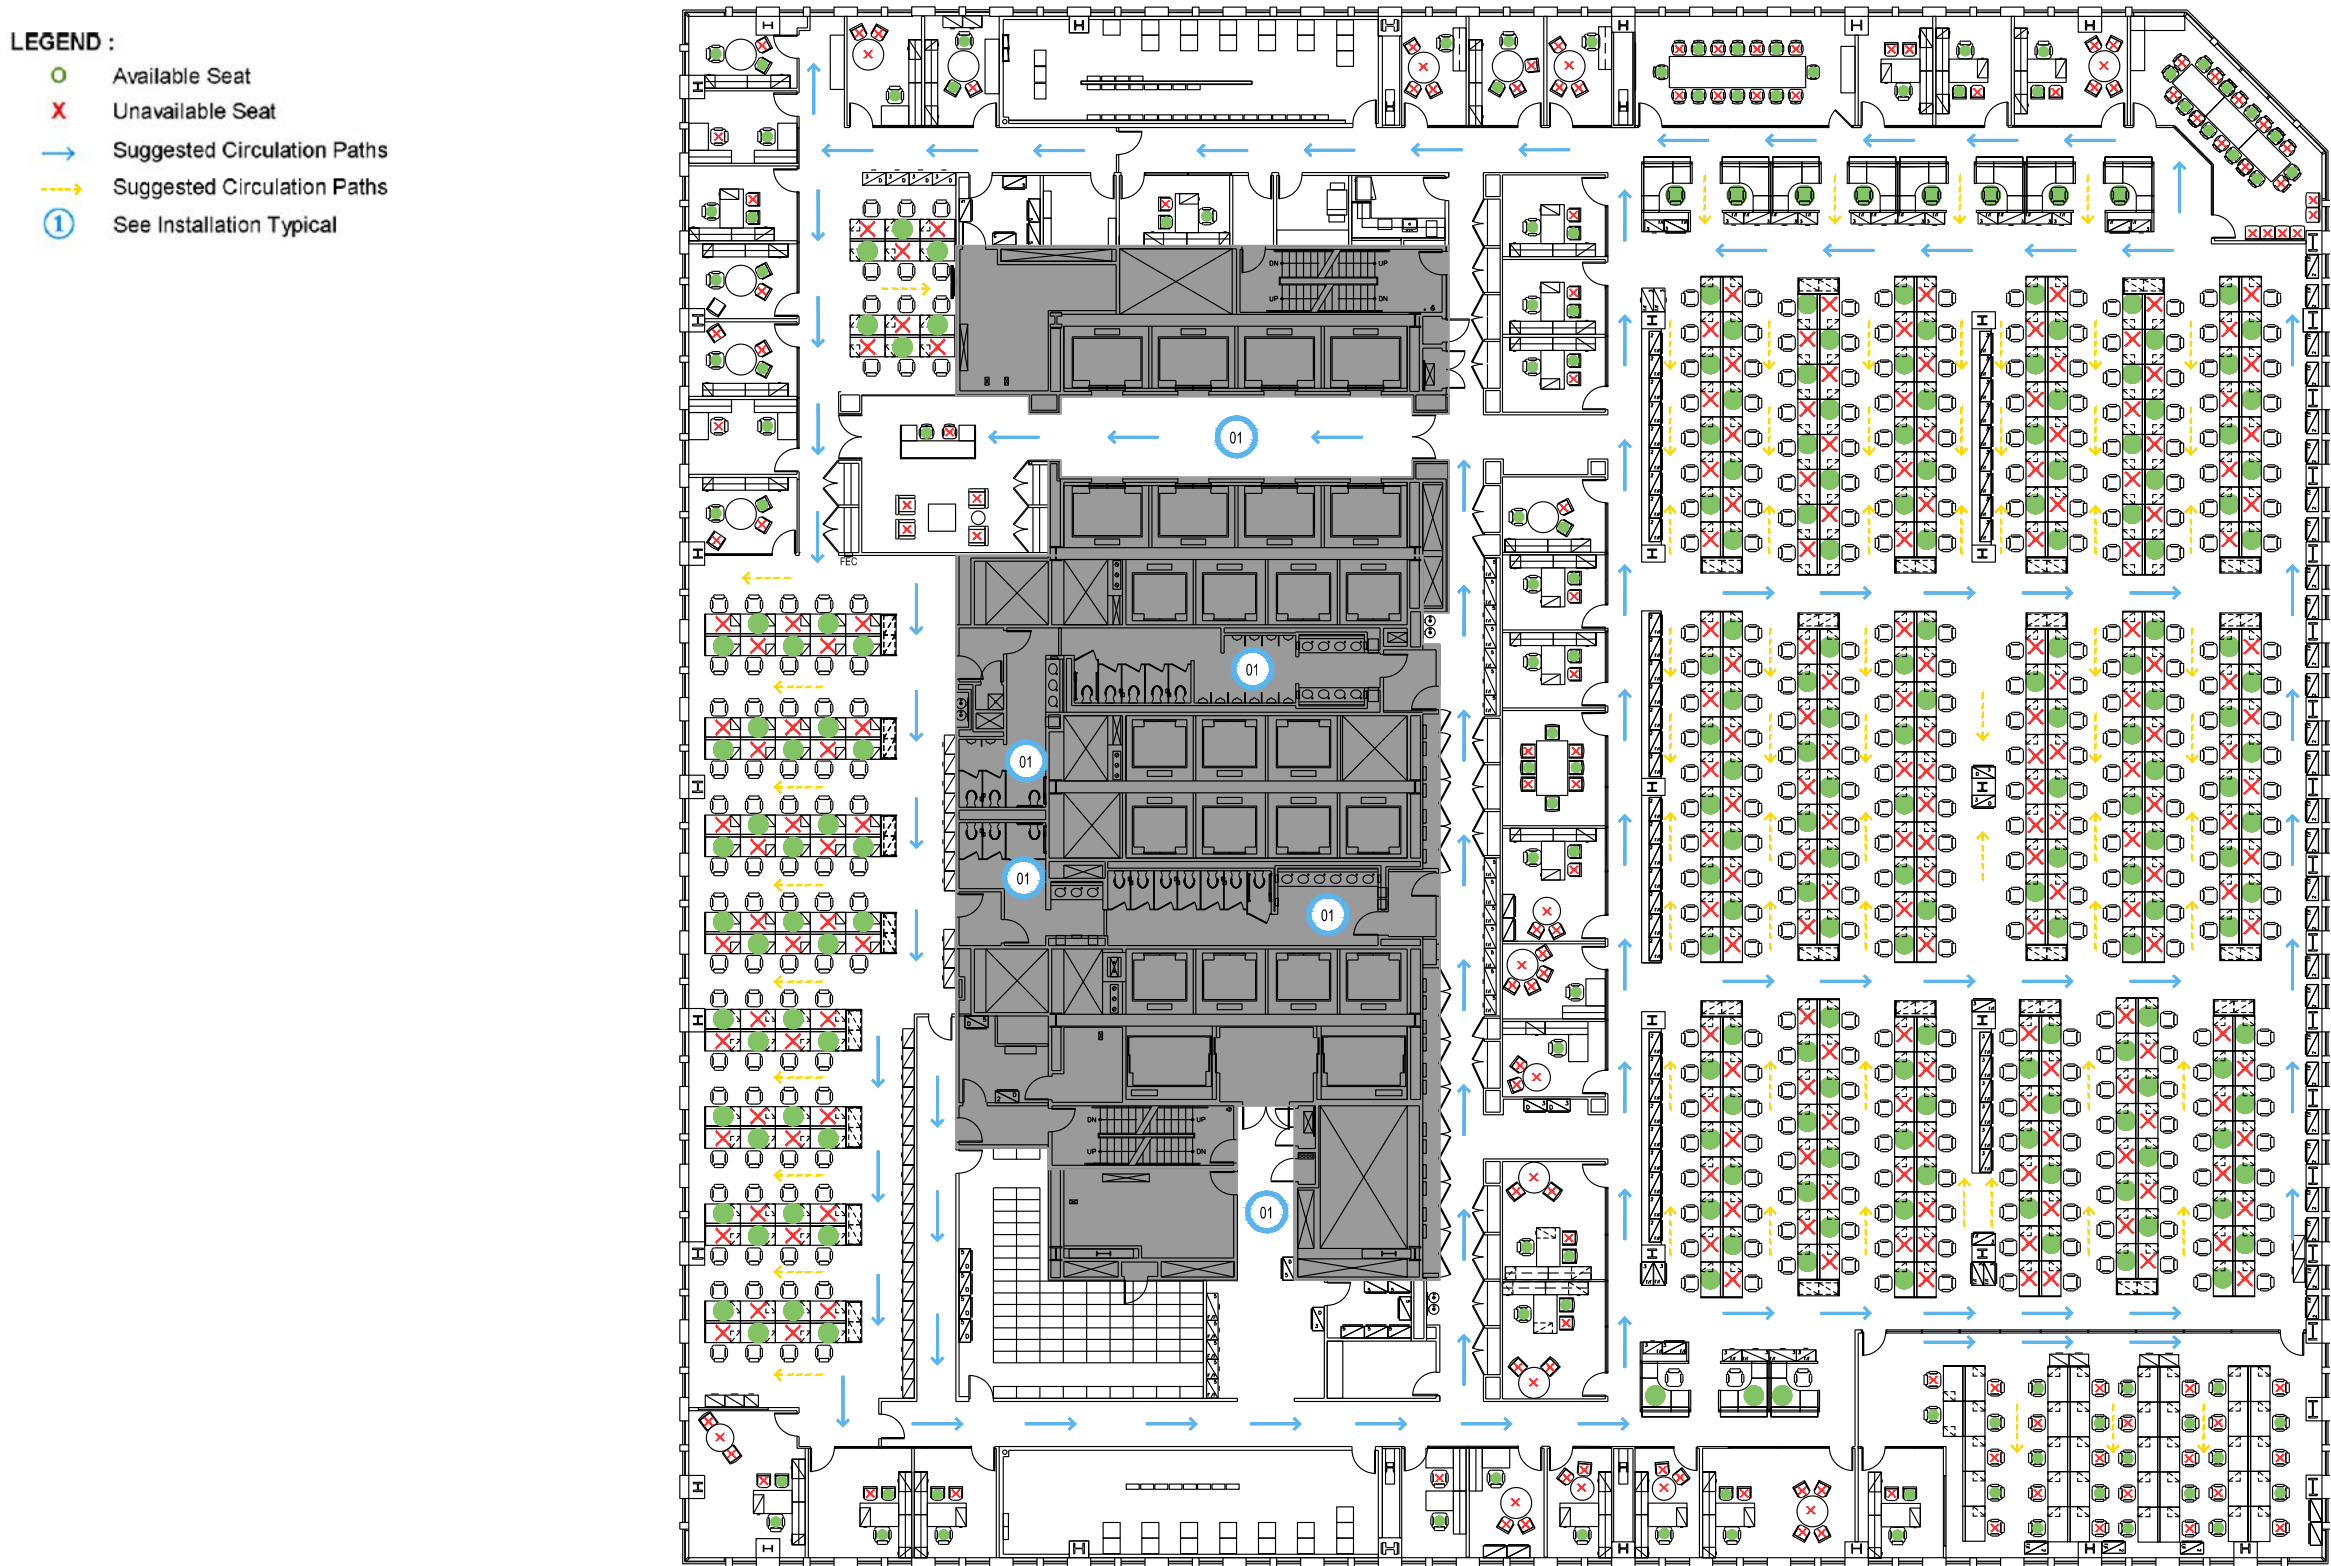 LEGEND :
O Available Seat
X Unavailable Seat
Suggested Circulation Paths
Suggested Circulation Paths
1 See Installation Typical
DN UP
UP DN
01
FEC
01
01
01
01
DN UP
UP DN
01